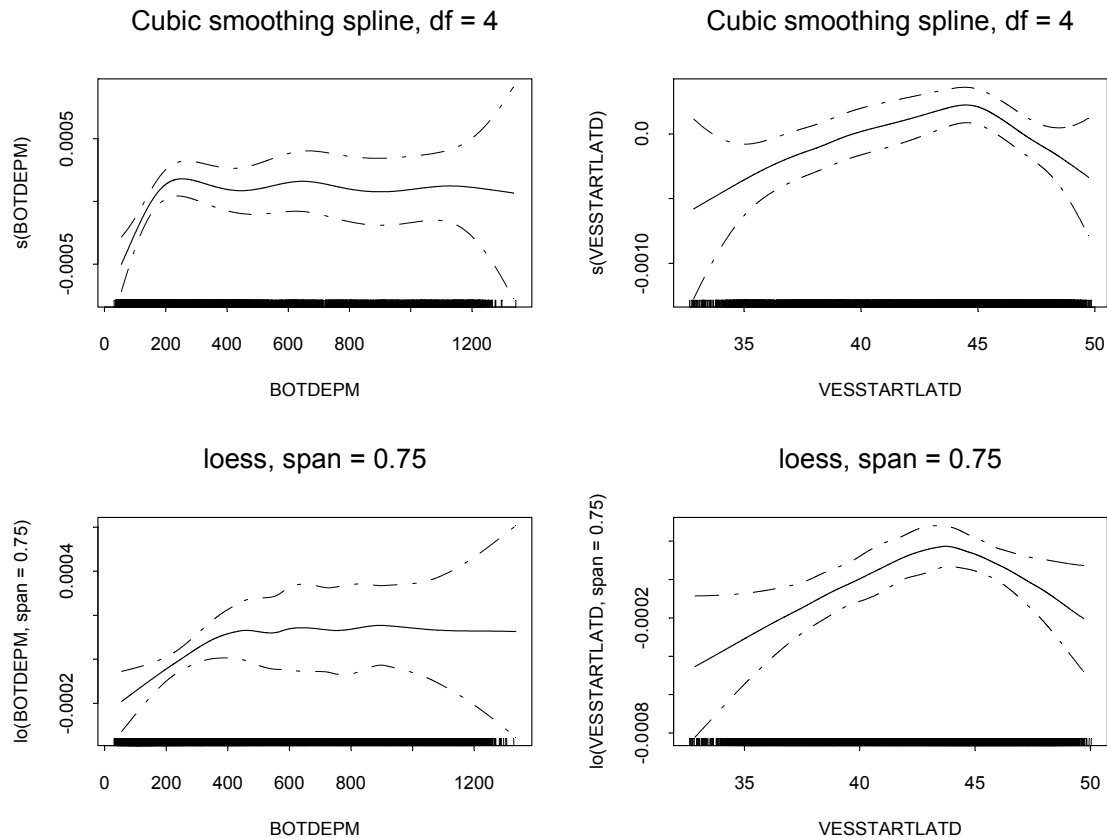 Cubic smoothing spline, df = 4
s(BOTDEPM)
0.0005
-0.0005
0 200 400 600 800 1200
BOTDEPM
Cubic smoothing spline, df = 4
s(VESSTARTLATD)
0.0
-0.0010
35 40 45 50
VESSTARTLATD
loess, span = 0.75
lo(BOTDEPM, span = 0.75)
0.0004
-0.0002
0 200 400 600 800 1200
BOTDEPM
loess, span = 0.75
lo(VESSTARTLATD, span = 0.75)
-0.0002
-0.0008
35 40 45 50
VESSTARTLATD